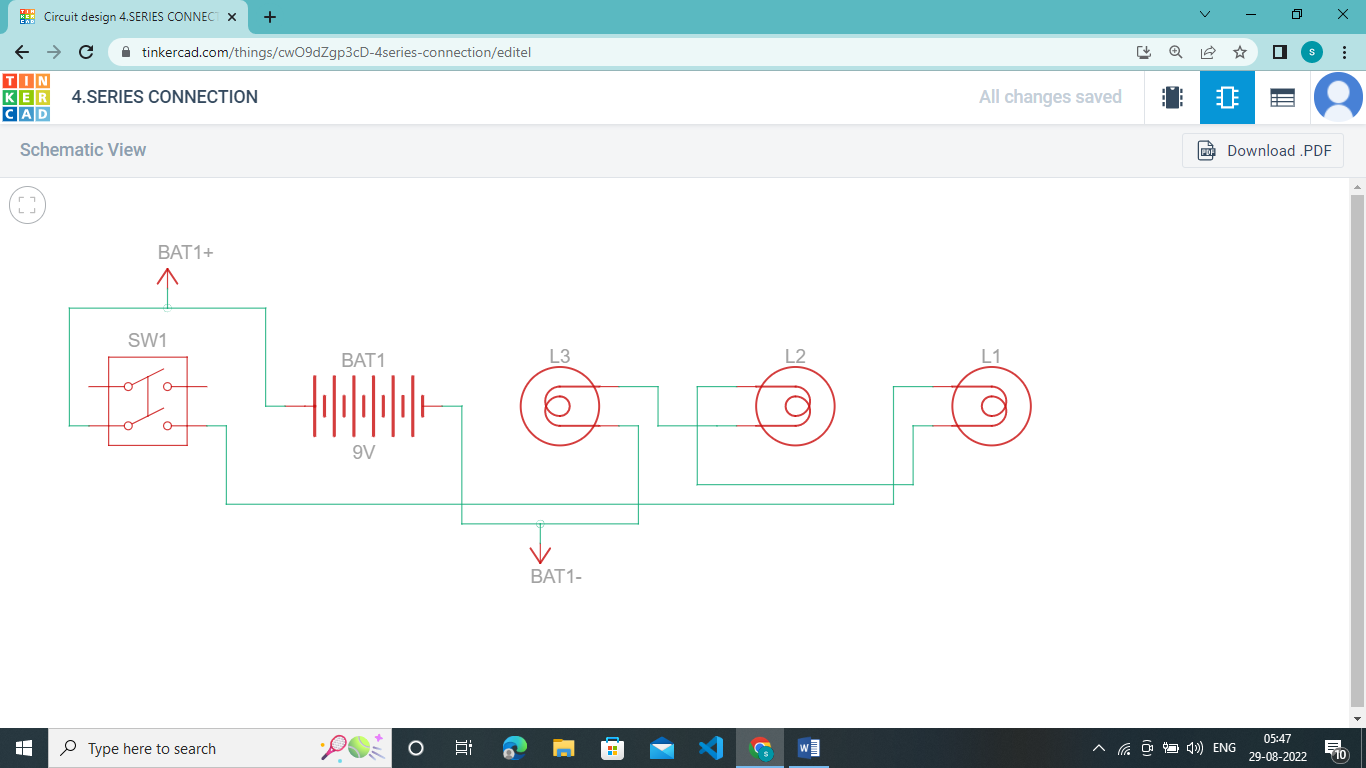 Circuit design 4.SERIES CONNECT
tinkercad.com/things/cwO9dZgp3cD-4series-connection/editel
S
TIN
KER
CAD
4.SERIES CONNECTION
All changes saved
Schematic View
PDF
Download .PDF
BAT1+
SW1
BAT1
9V
L3
L2
L1
BAT1-
Type here to search
S
W
ENG
05:47
29-08-2022
10